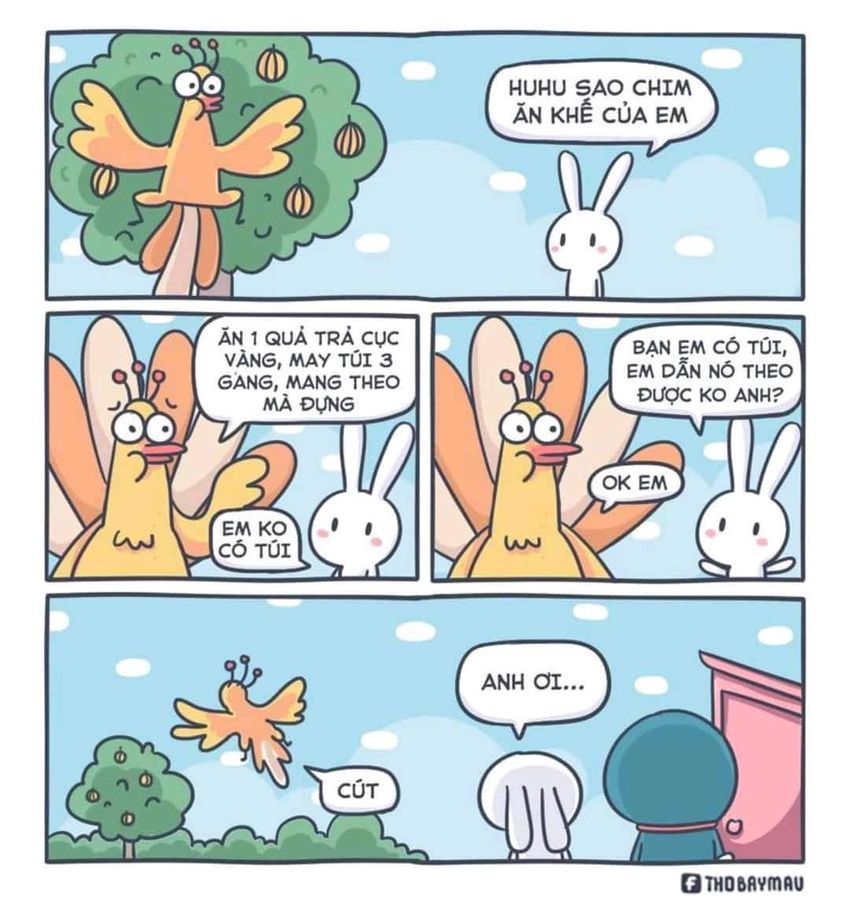 HUHU SAO CHIM
ĂN KHẾ CỦA EM
ĂN 1 QUẢ TRẢ CỤC
VÀNG, MAY TÚI 3
GANG, MANG THEO
MÀ ĐỰNG
EM KO
CÓ TÚI
BẠN EM CÓ TÚI,
EM DẪN NÓ THEO
ĐƯỢC KO ANH?
OK EM
ANH ƠI...
CÚT
THOBAYMAU